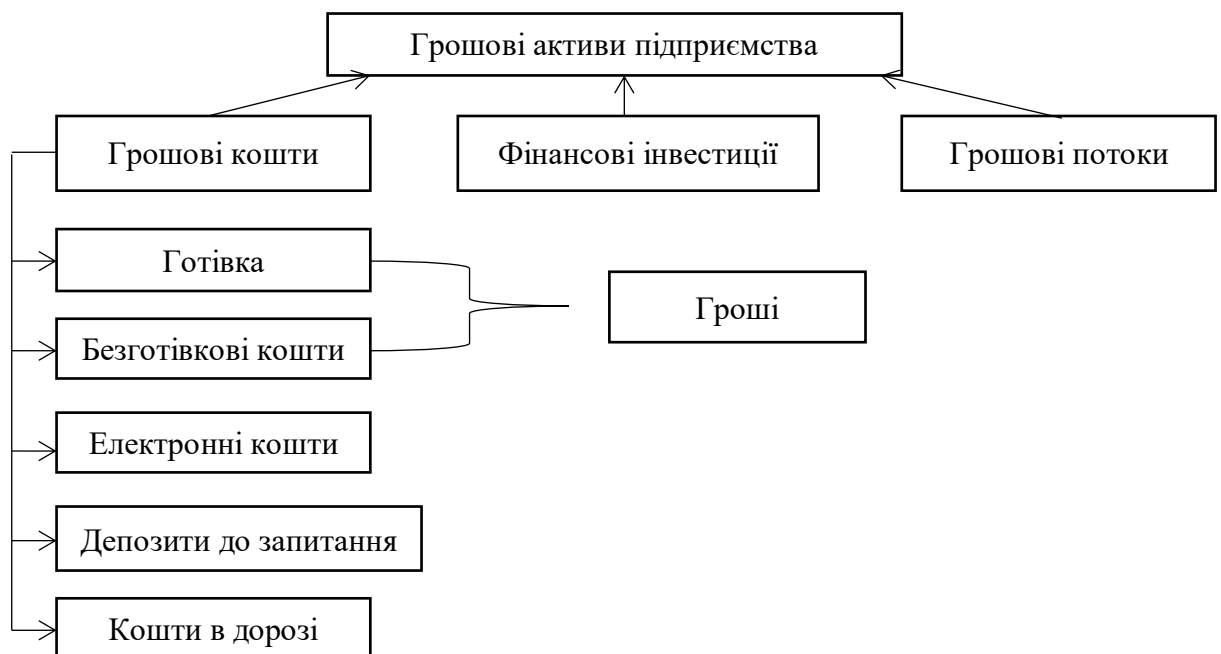 Грошові активи підприємства
Грошові кошти
Фінансові інвестиції
Грошові потоки
Готівка
Гроші
Безготівкові кошти
Електронні кошти
Депозити до запитання
Кошти в дорозі